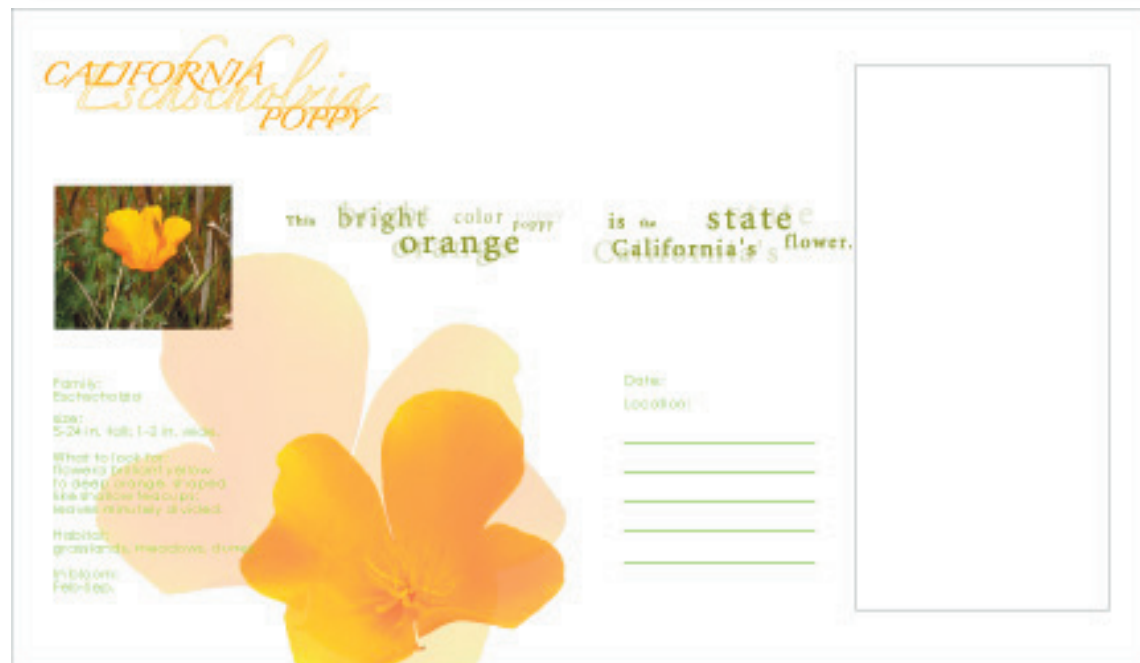 CALIFORNIA
Eschscholzia
POPPY
This bright color poppy is the state
orange California's flower.
Family:
Eschscholzia
size:
5-24 in. tall; 1-2 in. wide.
What to look for:
flowers brilliant yellow
to deep orange, shaped
like shallow teacups;
leaves minutely divided.
Habitat:
grasslands, meadows, dunes
In bloom:
Feb-Sep.
Date:
Location: